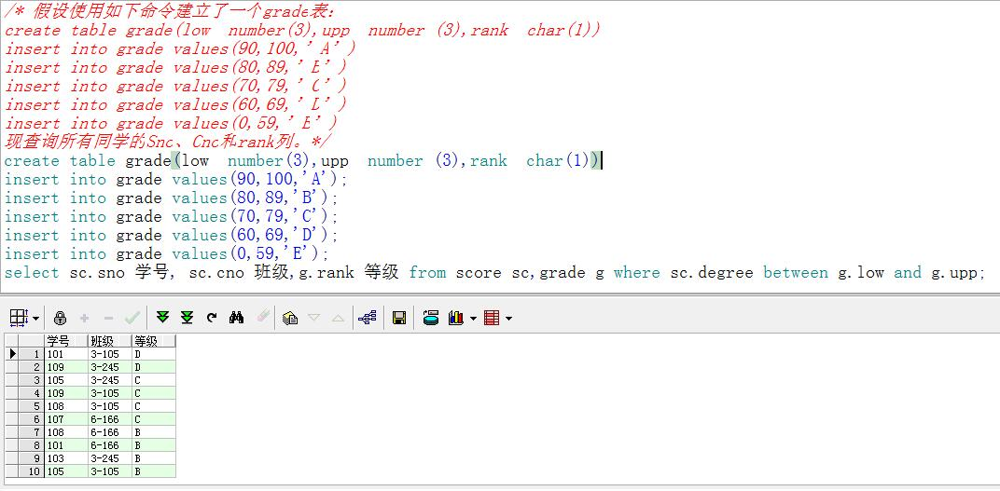 /* 假设使用如下命令建立了一个grade表:
create table grade(low  number(3),upp  number (3),rank  char(1))
insert into grade values(90,100,’A’)
insert into grade values(80,89,’B’)
insert into grade values(70,79,’C’)
insert into grade values(60,69,’D’)
insert into grade values(0,59,’E’)
现查询所有同学的Sno、Cno和rank列。*/
create table grade(low  number(3),upp  number (3),rank  char(1))
insert into grade values(90,100,'A');
insert into grade values(80,89,'B');
insert into grade values(70,79,'C');
insert into grade values(60,69,'D');
insert into grade values(0,59,'E');
select sc.sno 学号, sc.cno 班级,g.rank 等级 from score sc,grade g where sc.degree between g.low and g.upp;
学号 班级 等级
1 101 3-105 D
2 109 3-245 D
3 105 3-245 C
4 109 3-105 C
5 108 3-105 C
6 107 6-166 C
7 108 6-166 B
8 101 6-166 B
9 103 3-245 B
10 105 3-105 B